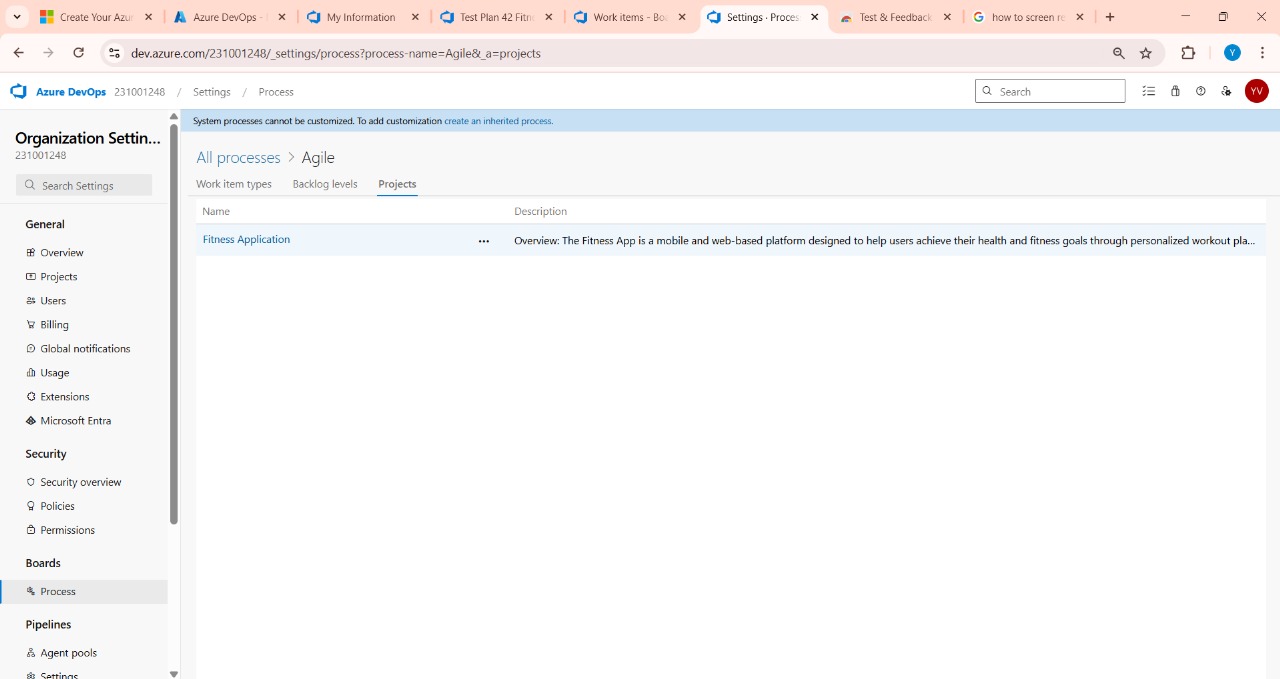 Create Your Azur
Azure DevOps -
My Information
Test Plan 42 Fitn
Work items - Boa
Settings · Proces
Test & Feedback
how to screen re
dev.azure.com/231001248/_settings/process?process-name=Agile&_a=projects
Y
Azure DevOps 231001248 / Settings / Process
Search
YV
Organization Settin...
231001248
Search Settings
General
Overview
Projects
Users
Billing
Global notifications
Usage
Extensions
Microsoft Entra
Security
Security overview
Policies
Permissions
Boards
Process
Pipelines
Agent pools
Settings
System processes cannot be customized. To add customization create an inherited process.
All processes > Agile
Work item types Backlog levels Projects
Name Description
Fitness Application ... Overview: The Fitness App is a mobile and web-based platform designed to help users achieve their health and fitness goals through personalized workout pla...